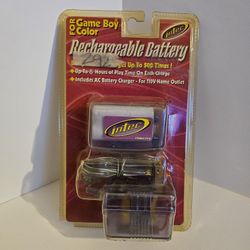 FOR Game Boy
Color
intec
Rechargeable Battery
Up To 500 Times!
• Up To 8 Hours of Play Time On Each Charge
• Includes AC Battery Charger - For 110V Home Outlet
intec